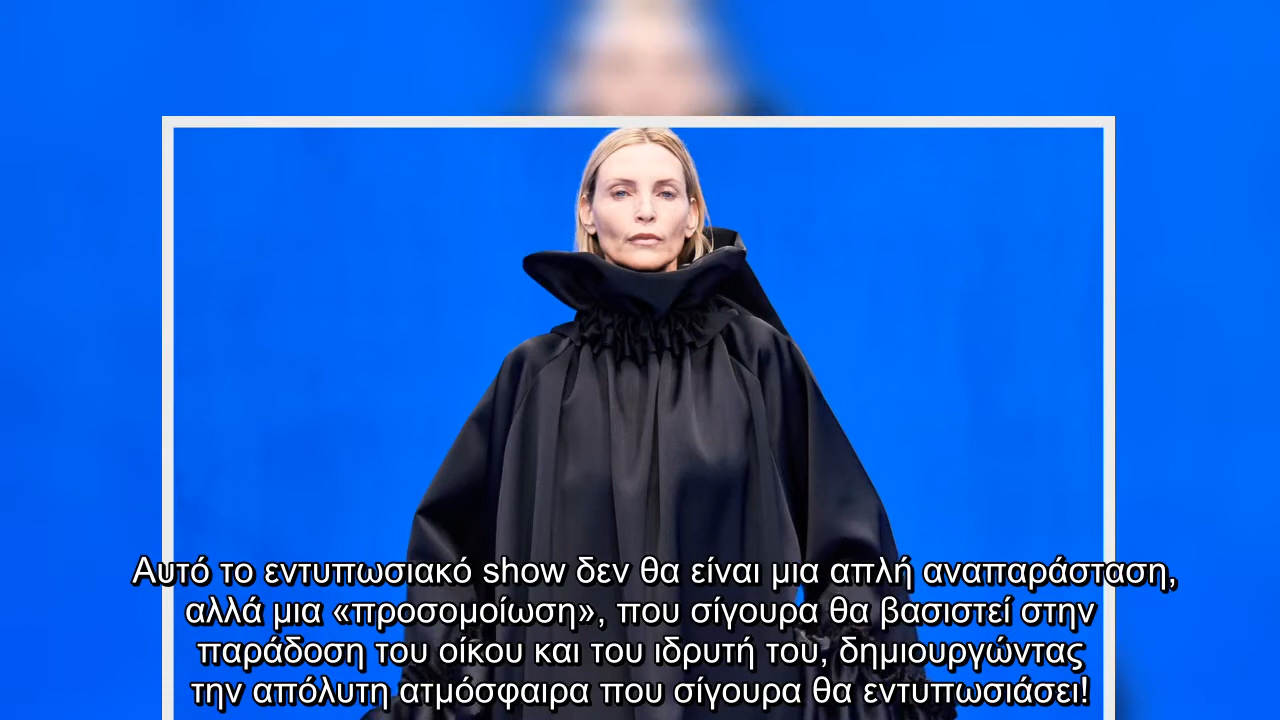 Αυτό το εντυπωσιακό show δεν θα είναι μια απλή αναπαράσταση,
αλλά μια «προσομοίωση», που σίγουρα θα βασιστεί στην
παράδοση του οίκου και του ιδρυτή του, δημιουργώντας
την απόλυτη ατμόσφαιρα που σίγουρα θα εντυπωσιάσει!